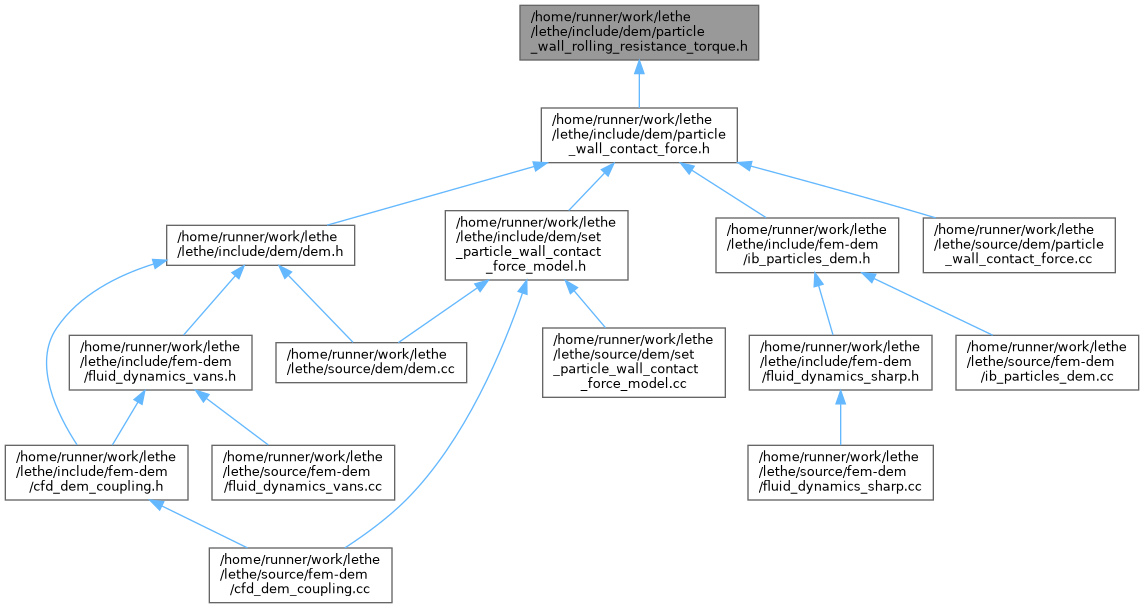 /home/runner/work/lethe
/lethe/include/dem/particle
_wall_rolling_resistance_torque.h
/home/runner/work/lethe
/lethe/include/dem/particle
_wall_contact_force.h
/home/runner/work/lethe
/lethe/include/dem/dem.h
/home/runner/work/lethe
/lethe/include/dem/set
_particle_wall_contact
_force_model.h
/home/runner/work/lethe
/lethe/include/fem-dem
/ib_particles_dem.h
/home/runner/work/lethe
/lethe/source/dem/particle
_wall_contact_force.cc
/home/runner/work/lethe
/lethe/include/fem-dem
/fluid_dynamics_vans.h
/home/runner/work/lethe
/lethe/source/dem/dem.cc
/home/runner/work/lethe
/lethe/source/dem/set
_particle_wall_contact
_force_model.cc
/home/runner/work/lethe
/lethe/include/fem-dem
/fluid_dynamics_sharp.h
/home/runner/work/lethe
/lethe/source/fem-dem
/ib_particles_dem.cc
/home/runner/work/lethe
/lethe/include/fem-dem
/cfd_dem_coupling.h
/home/runner/work/lethe
/lethe/source/fem-dem
/fluid_dynamics_vans.cc
/home/runner/work/lethe
/lethe/source/fem-dem
/fluid_dynamics_sharp.cc
/home/runner/work/lethe
/lethe/source/fem-dem
/cfd_dem_coupling.cc